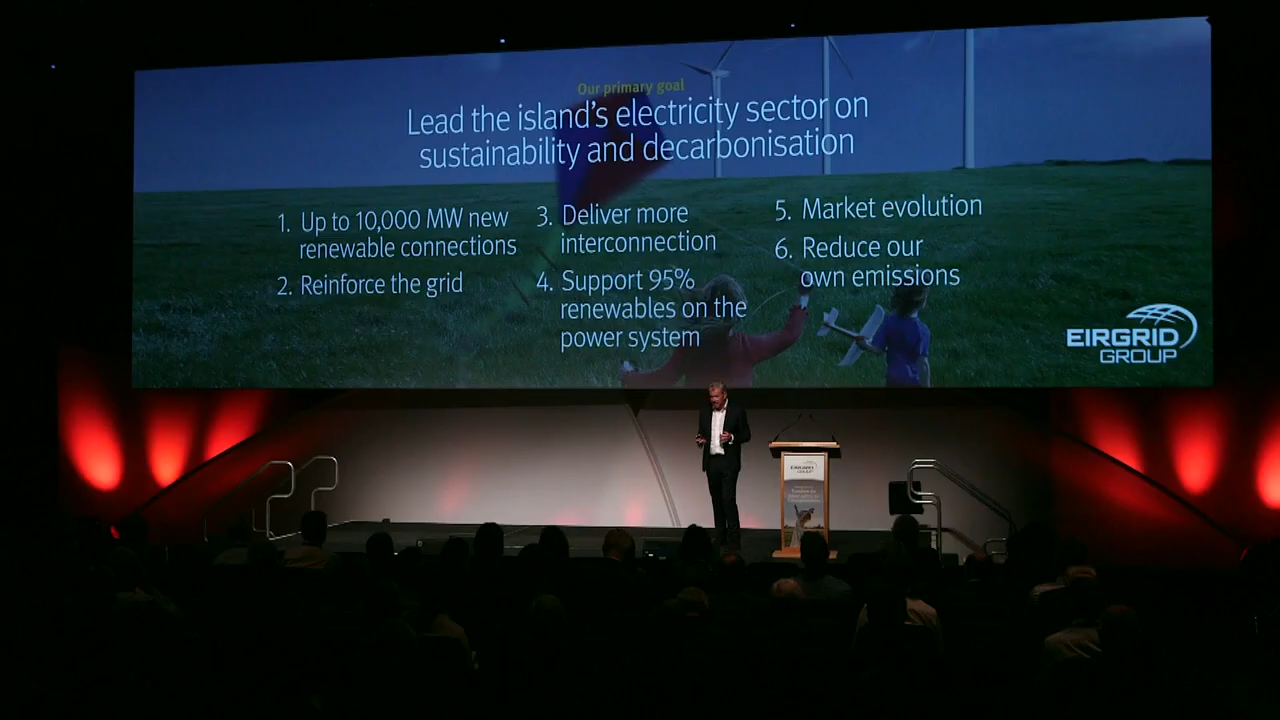 Our primary goal
Lead the island's electricity sector on
sustainability and decarbonisation
1. Up to 10,000 MW new
renewable connections
2. Reinforce the grid
3. Deliver more
interconnection
4. Support 95%
renewables on the
power system
5. Market evolution
6. Reduce our
own emissions
EIRGRID
GROUP
EIRGRID
GROUP